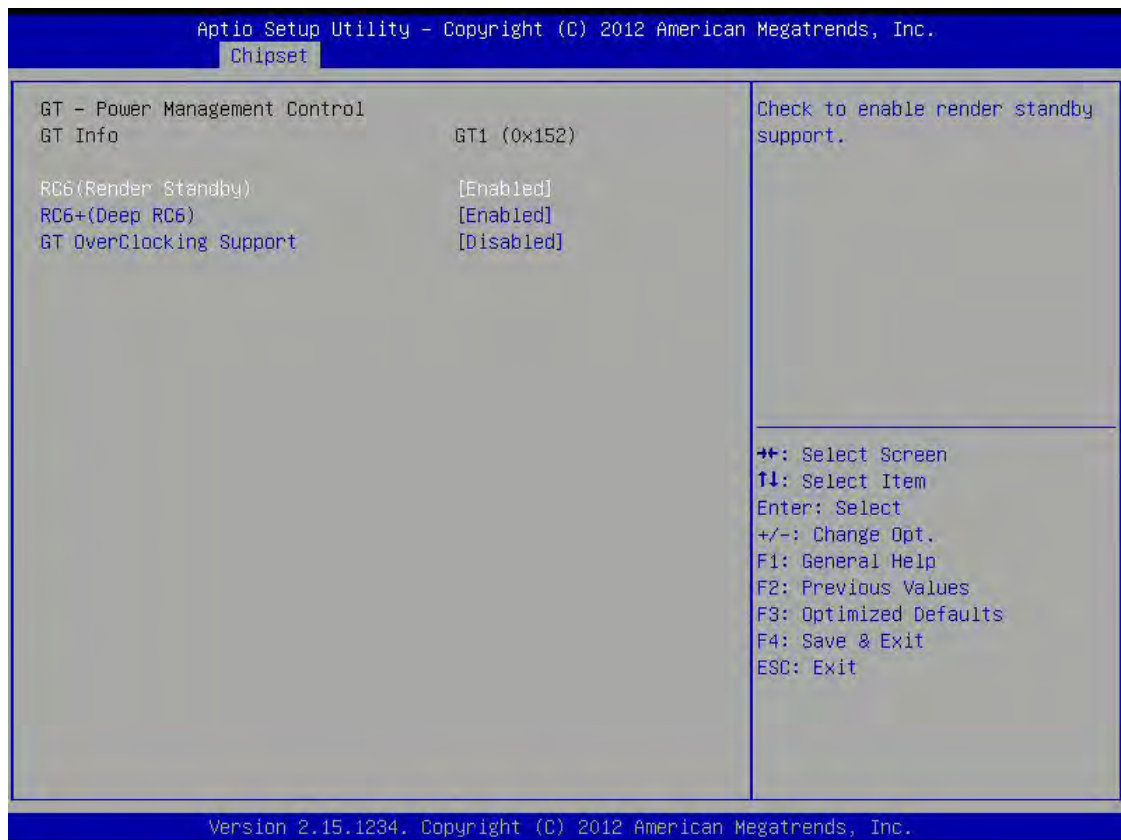 Aptio Setup Utility – Copyright (C) 2012 American Megatrends, Inc.
Chipset
GT – Power Management Control
GT Info GT1 (0x152)
RC6(Render Standby) [Enabled]
RC6+(Deep RC6) [Enabled]
GT OverClocking Support [Disabled]
Check to enable render standby
support.
→←: Select Screen
↑↓: Select Item
Enter: Select
+/-: Change Opt.
F1: General Help
F2: Previous Values
F3: Optimized Defaults
F4: Save & Exit
ESC: Exit
Version 2.15.1234. Copyright (C) 2012 American Megatrends, Inc.